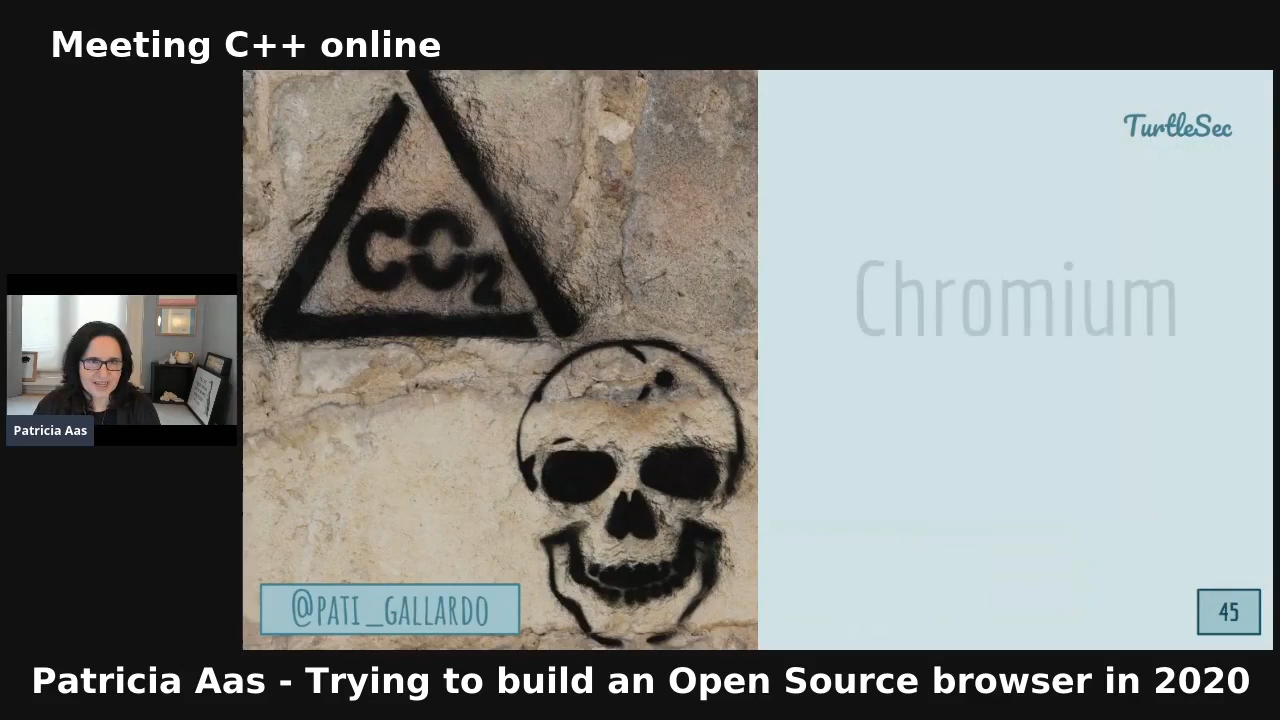 Meeting C++ online
CO₂
TurtleSec
Chromium
Patricia Aas
@PATI_GALLARDO
45
Patricia Aas - Trying to build an Open Source browser in 2020